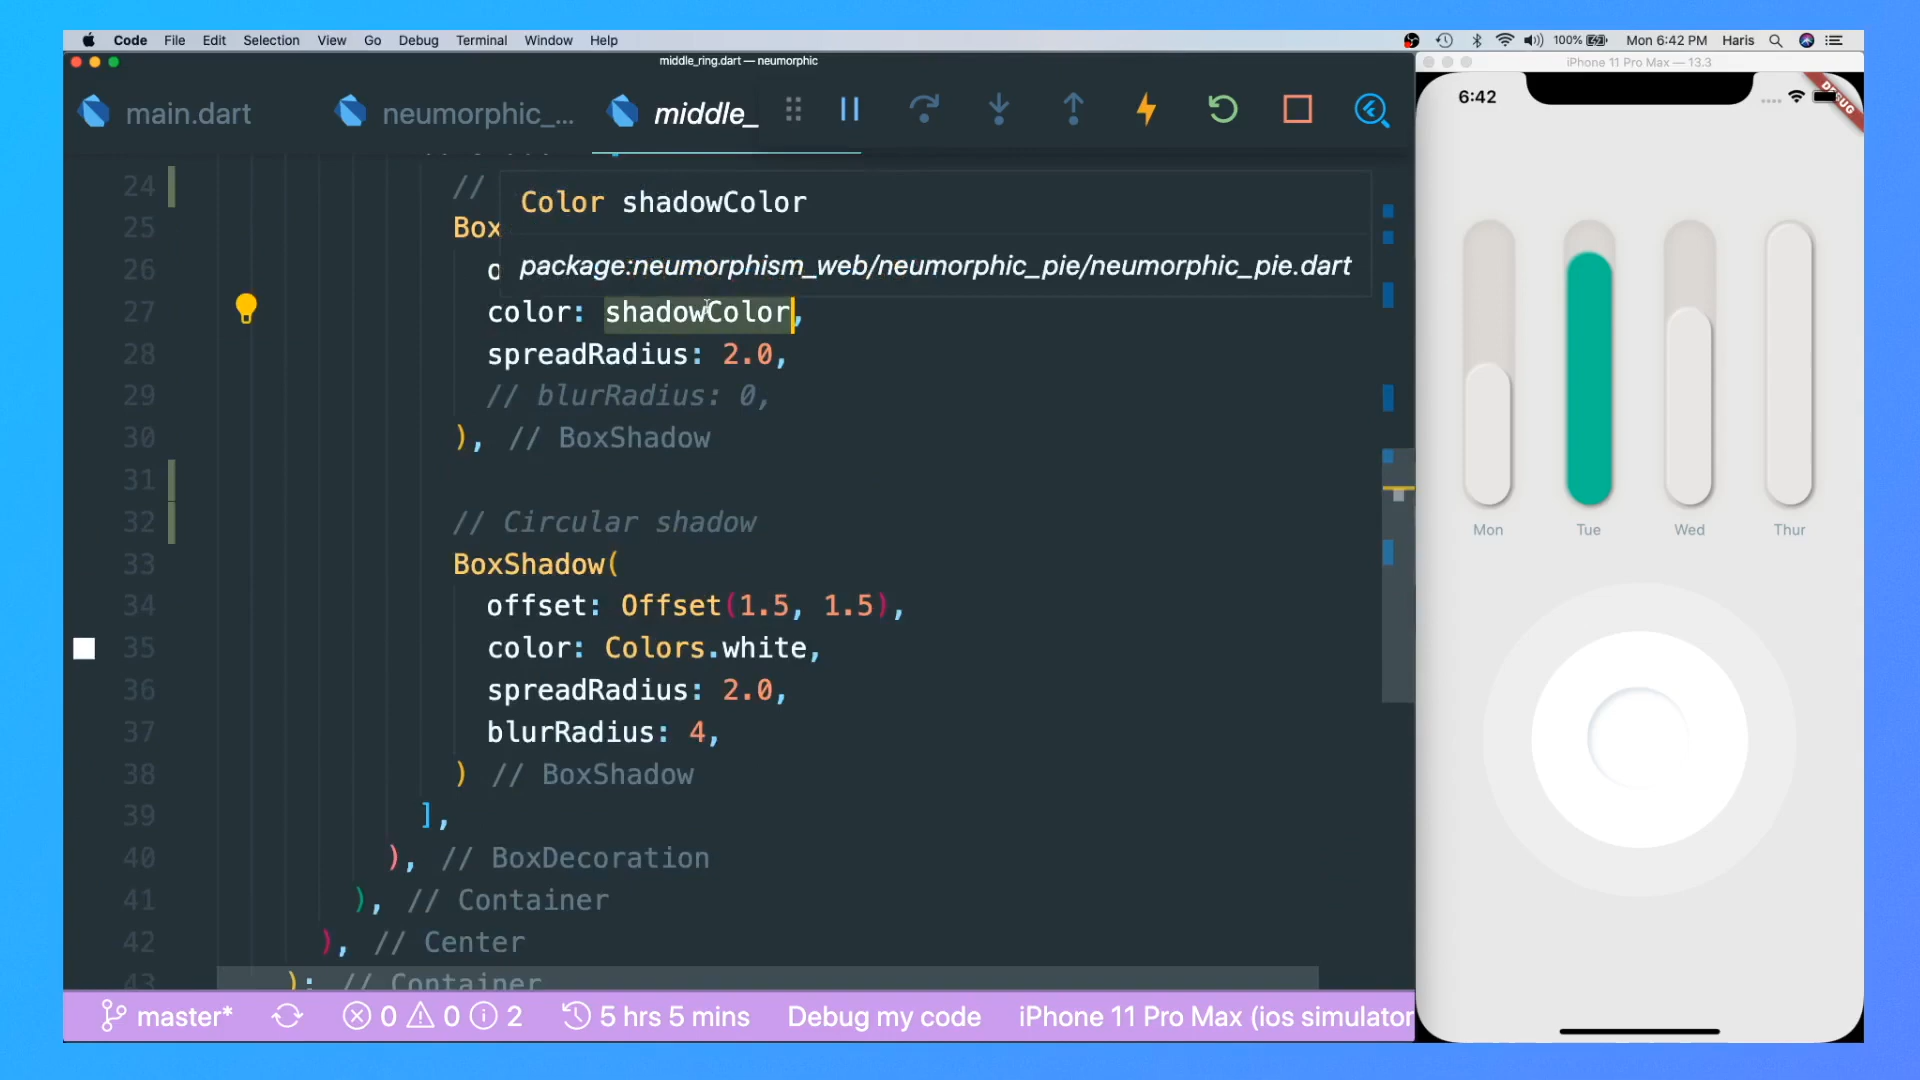 Code File Edit Selection View Go Debug Terminal Window Help
100% Mon 6:42 PM Haris
middle_ring.dart — neumorphic
main.dart neumorphic_... middle_
24 //
25 Box
26
27 color: shadowColor,
Color shadowColor
package:neumorphism_web/neumorphic_pie/neumorphic_pie.dart
28 spreadRadius: 2.0,
29 // blurRadius: 0,
30 ), // BoxShadow
31
32 // Circular shadow
33 BoxShadow(
34 offset: Offset(1.5, 1.5),
35 color: Colors.white,
36 spreadRadius: 2.0,
37 blurRadius: 4,
38 ) // BoxShadow
39 ],
40 ), // BoxDecoration
41 ), // Container
42 ), // Center
43 ); // Container
master* 0 0 2 5 hrs 5 mins Debug my code iPhone 11 Pro Max (ios simulator
iPhone 11 Pro Max — 13.3
6:42
DEBUG
Mon Tue Wed Thur